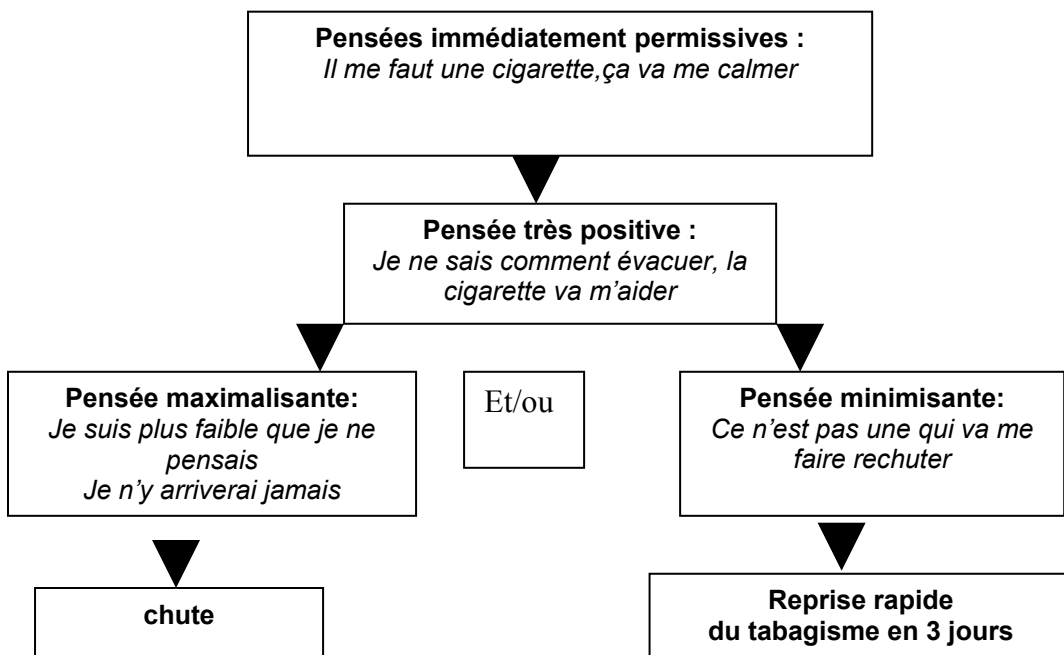 Pensées immédiatement permissives :
Il me faut une cigarette,ça va me calmer
Pensée très positive :
Je ne sais comment évacuer, la
cigarette va m’aider
Pensée maximalisante:
Je suis plus faible que je ne
pensais
Je n’y arriverai jamais
Et/ou
Pensée minimisante:
Ce n’est pas une qui va me
faire rechuter
chute
Reprise rapide
du tabagisme en 3 jours